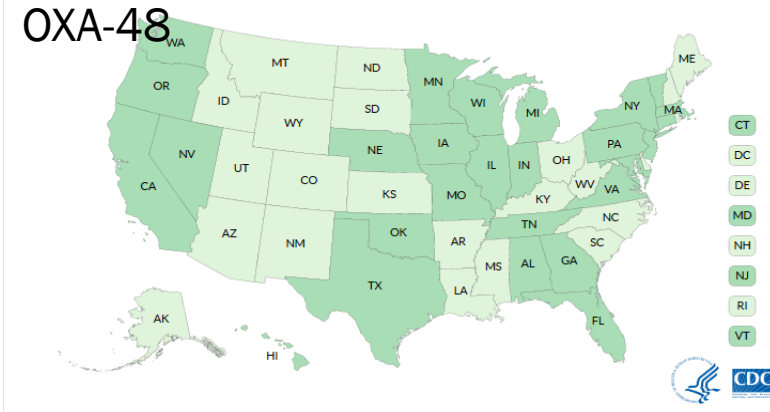 OXA-48
WA
MT
ND
ME
OR
MN
ID
SD
WI
MI
NY
MA
WY
CT
NE
IA
PA
NV
DC
UT
IL
IN
OH
CO
WV
CA
KS
MO
KY
VA
DE
MD
TN
NC
AZ
NM
OK
AR
SC
NH
MS
AL
GA
NJ
TX
LA
RI
AK
FL
VT
HI
CDC